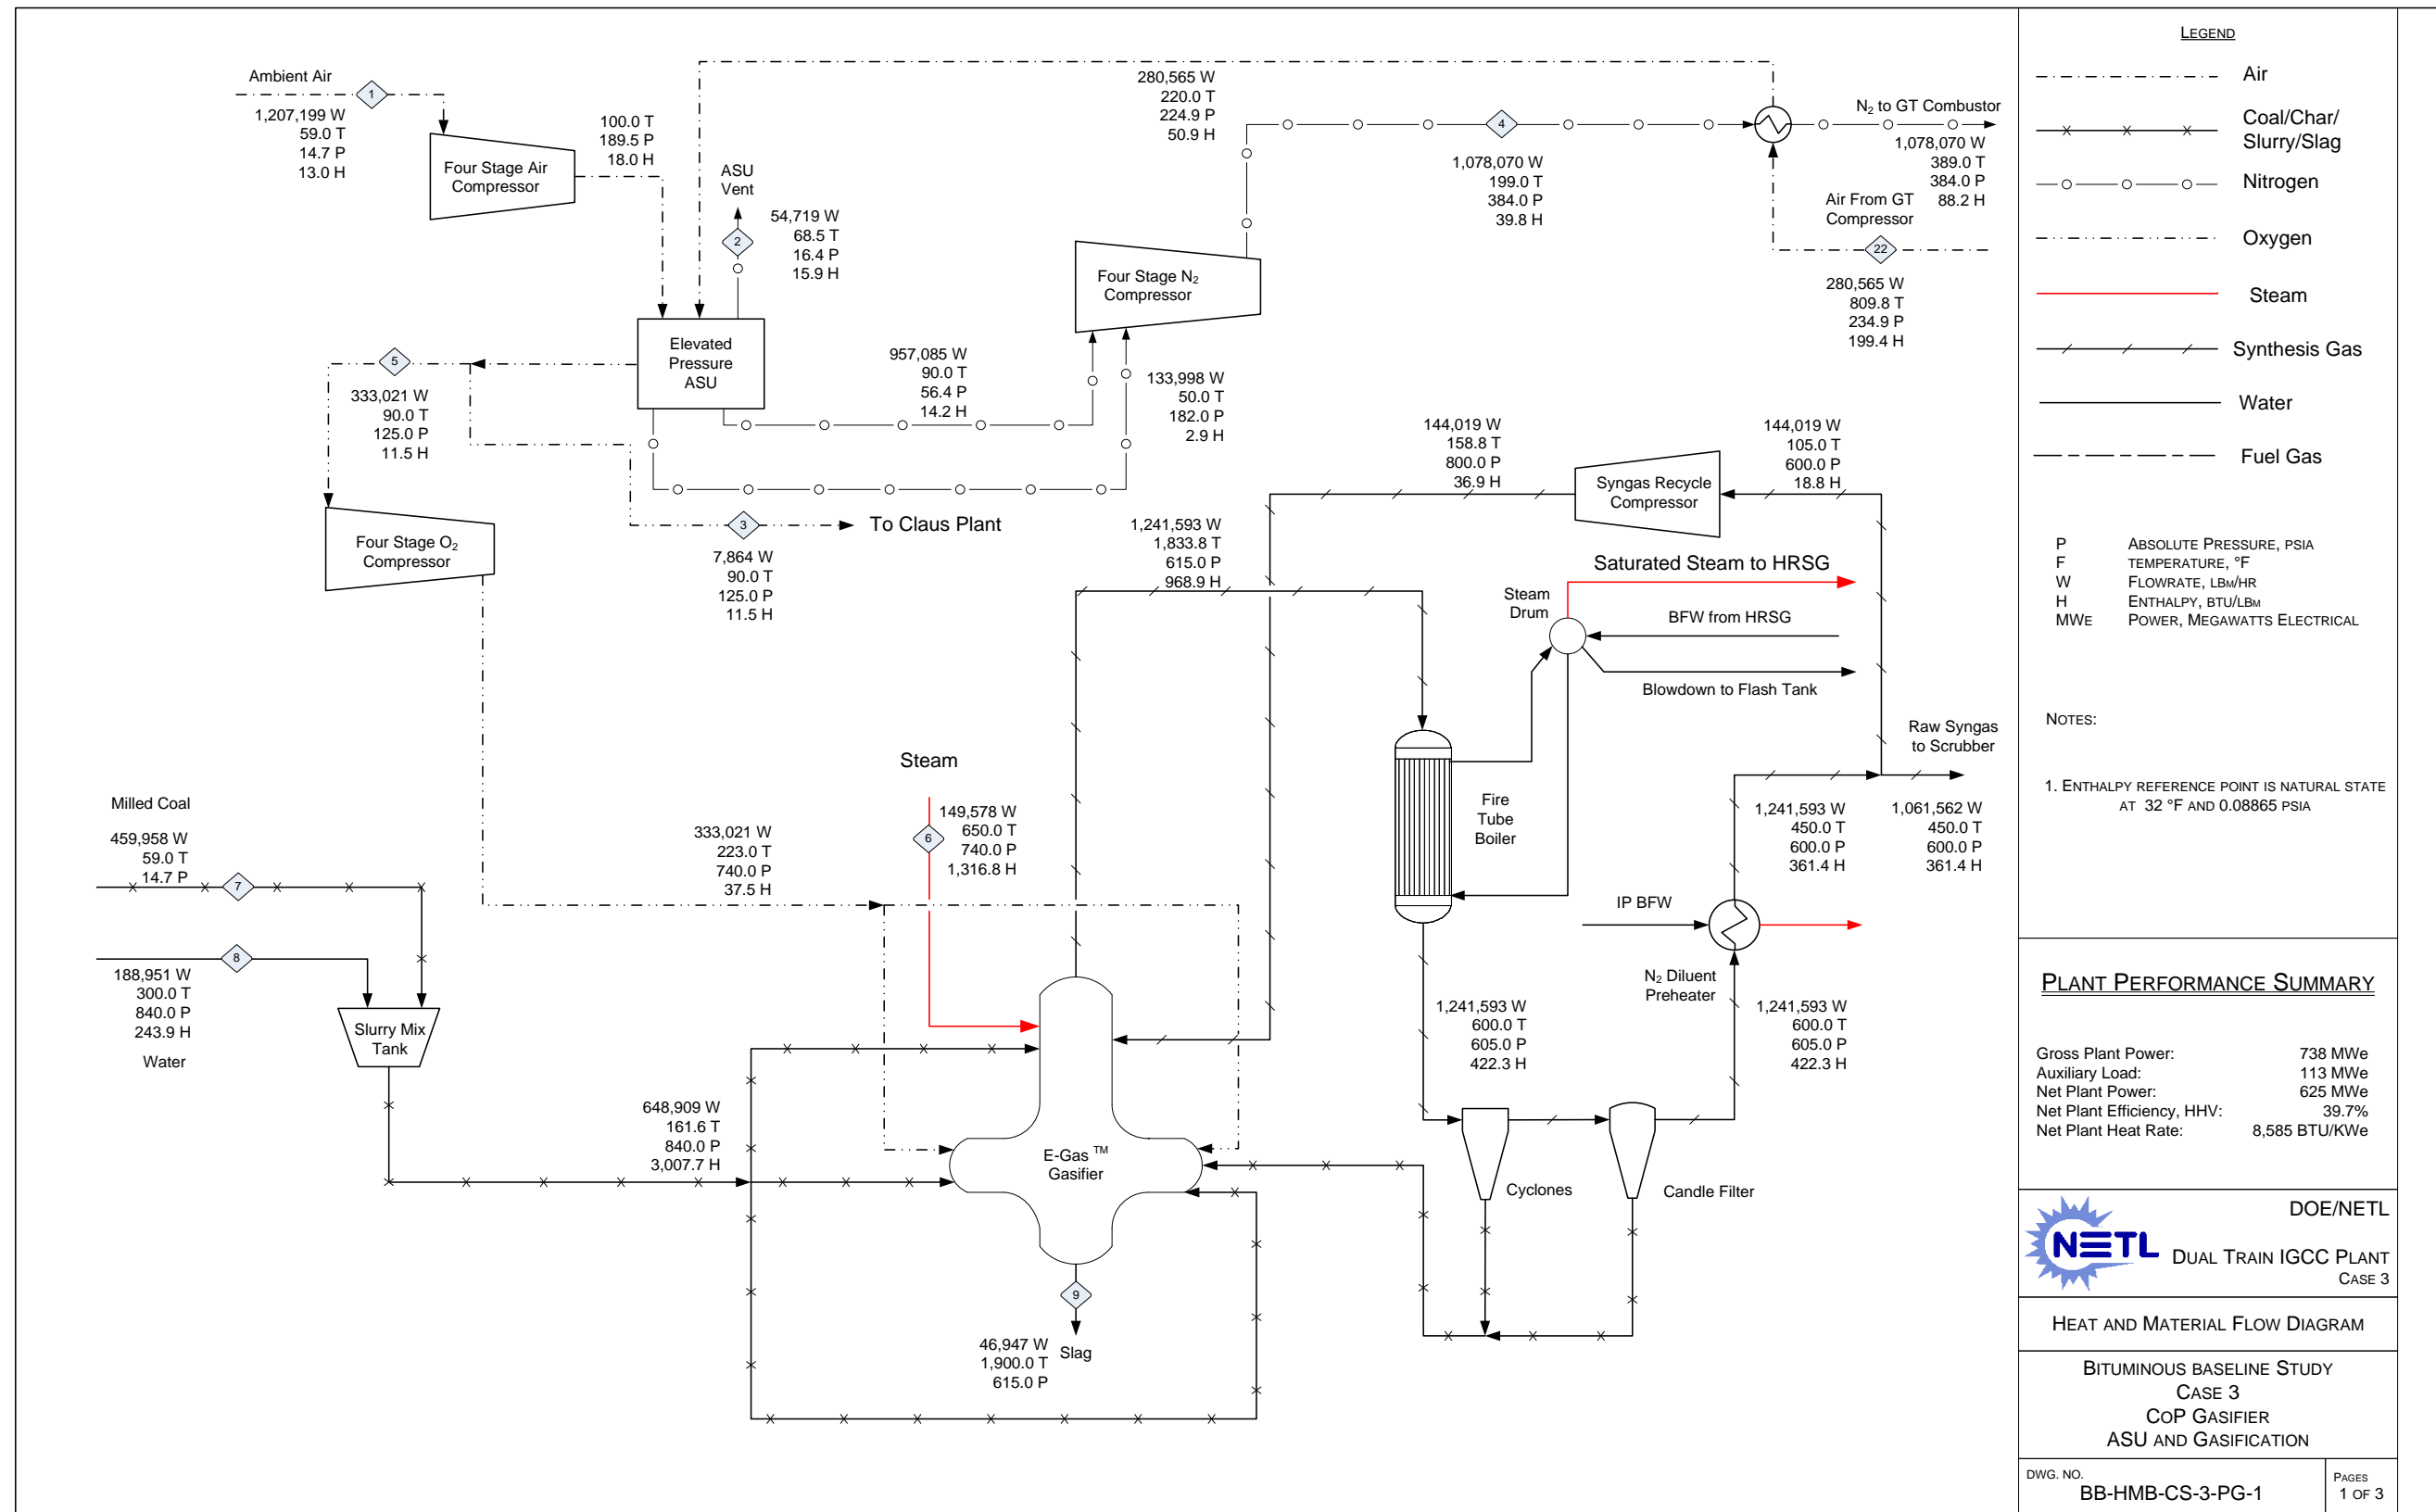 Ambient Air
1
1,207,199 W
59.0 T
14.7 P
13.0 H
Four Stage Air
Compressor
100.0 T
189.5 P
18.0 H
ASU
Vent
2
54,719 W
68.5 T
16.4 P
15.9 H
280,565 W
220.0 T
224.9 P
50.9 H
4
1,078,070 W
199.0 T
384.0 P
39.8 H
N2 to GT Combustor
1,078,070 W
389.0 T
384.0 P
88.2 H
Air From GT
Compressor
22
280,565 W
809.8 T
234.9 P
199.4 H
Four Stage N2
Compressor
Elevated
Pressure
ASU
5
333,021 W
90.0 T
125.0 P
11.5 H
957,085 W
90.0 T
56.4 P
14.2 H
133,998 W
50.0 T
182.0 P
2.9 H
Four Stage O2
Compressor
3
To Claus Plant
7,864 W
90.0 T
125.0 P
11.5 H
144,019 W
158.8 T
800.0 P
36.9 H
Syngas Recycle
Compressor
144,019 W
105.0 T
600.0 P
18.8 H
1,241,593 W
1,833.8 T
615.0 P
968.9 H
Saturated Steam to HRSG
Steam
Drum
BFW from HRSG
Blowdown to Flash Tank
Raw Syngas
to Scrubber
Fire
Tube
Boiler
1,241,593 W
450.0 T
600.0 P
361.4 H
1,061,562 W
450.0 T
600.0 P
361.4 H
IP BFW
N2 Diluent
Preheater
1,241,593 W
600.0 T
605.0 P
422.3 H
1,241,593 W
600.0 T
605.0 P
422.3 H
Steam
6
149,578 W
650.0 T
740.0 P
1,316.8 H
333,021 W
223.0 T
740.0 P
37.5 H
Milled Coal
459,958 W
59.0 T
14.7 P
7
8
188,951 W
300.0 T
840.0 P
243.9 H
Water
Slurry Mix
Tank
648,909 W
161.6 T
840.0 P
3,007.7 H
E-Gas TM
Gasifier
Cyclones
Candle Filter
9
46,947 W
1,900.0 T
615.0 P
Slag
LEGEND
Air
Coal/Char/
Slurry/Slag
Nitrogen
Oxygen
Steam
Synthesis Gas
Water
Fuel Gas
P ABSOLUTE PRESSURE, PSIA
F TEMPERATURE, °F
W FLOWRATE, LBM/HR
H ENTHALPY, BTU/LBM
MWE POWER, MEGAWATTS ELECTRICAL
NOTES:
1. ENTHALPY REFERENCE POINT IS NATURAL STATE
AT 32 °F AND 0.08865 PSIA
PLANT PERFORMANCE SUMMARY
Gross Plant Power: 738 MWe
Auxiliary Load: 113 MWe
Net Plant Power: 625 MWe
Net Plant Efficiency, HHV: 39.7%
Net Plant Heat Rate: 8,585 BTU/KWe
NETL
DOE/NETL
DUAL TRAIN IGCC PLANT
CASE 3
HEAT AND MATERIAL FLOW DIAGRAM
BITUMINOUS BASELINE STUDY
CASE 3
COP GASIFIER
ASU AND GASIFICATION
DWG. NO.
BB-HMB-CS-3-PG-1
PAGES
1 OF 3